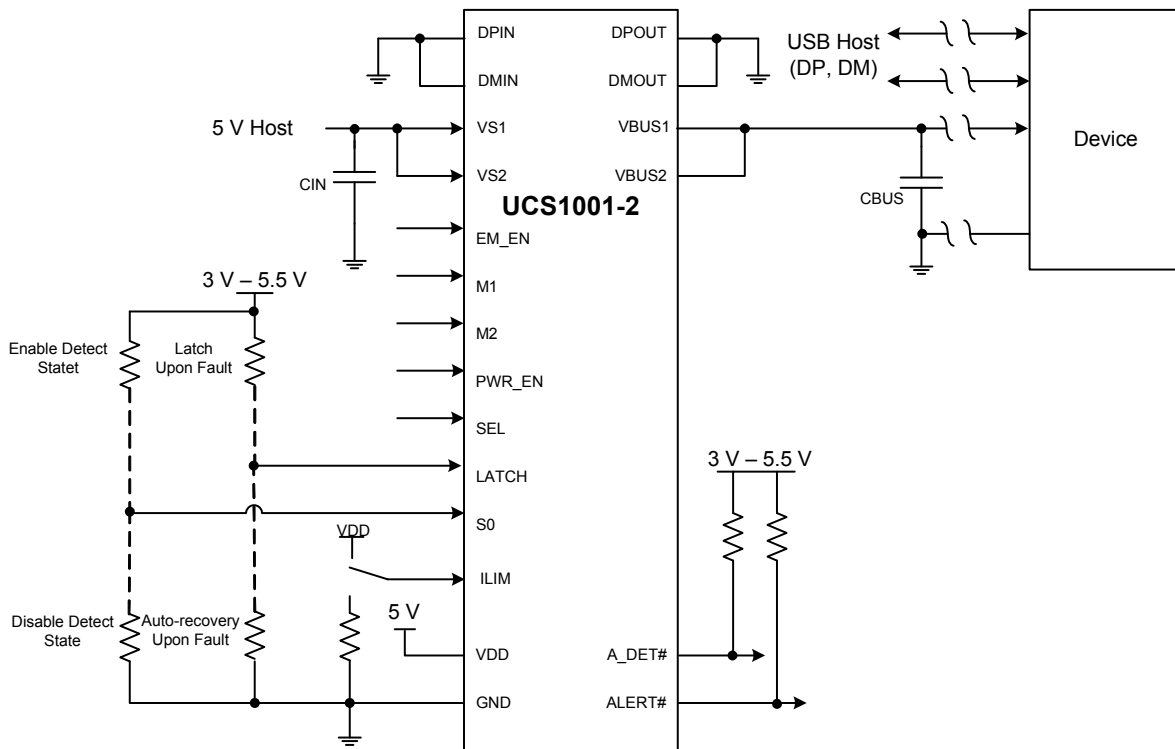 DPIN
DMIN
5 V Host
VS1
VS2
CIN
UCS1001-2
EM_EN
M1
M2
PWR_EN
SEL
LATCH
S0
ILIM
VDD
GND
3 V – 5.5 V
Enable Detect
Statet
Latch
Upon Fault
Disable Detect
State
Auto-recovery
Upon Fault
VDD
5 V
DPOUT
DMOUT
VBUS1
VBUS2
A_DET#
ALERT#
USB Host
(DP, DM)
CBUS
Device
3 V – 5.5 V